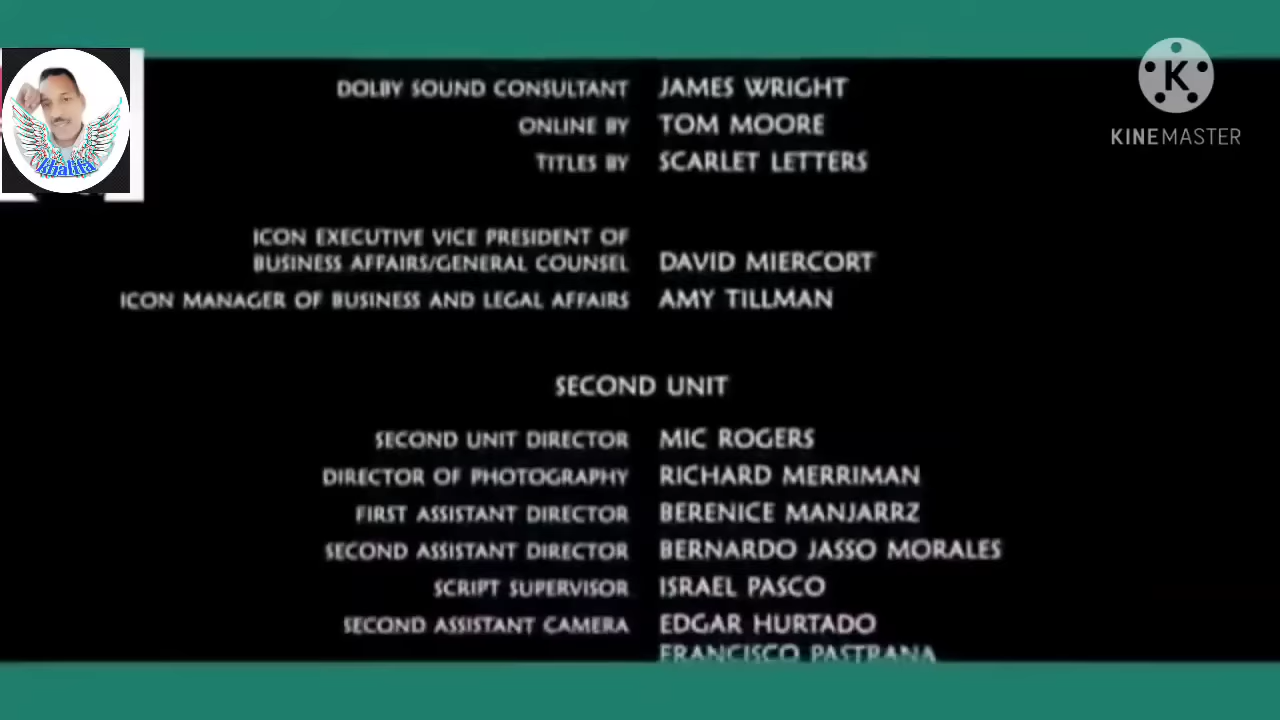 DOLBY SOUND CONSULTANT JAMES WRIGHT
ONLINE BY TOM MOORE
TITLES BY SCARLET LETTERS
ICON EXECUTIVE VICE PRESIDENT OF
BUSINESS AFFAIRS/GENERAL COUNSEL DAVID MIERCORT
ICON MANAGER OF BUSINESS AND LEGAL AFFAIRS AMY TILLMAN
SECOND UNIT
SECOND UNIT DIRECTOR MIC ROGERS
DIRECTOR OF PHOTOGRAPHY RICHARD MERRIMAN
FIRST ASSISTANT DIRECTOR BERENICE MANJARRZ
SECOND ASSISTANT DIRECTOR BERNARDO JASSO MORALES
SCRIPT SUPERVISOR ISRAEL PASCO
SECOND ASSISTANT CAMERA EDGAR HURTADO
FRANCISCO PASTRANA
khalifa
K
KINEMASTER